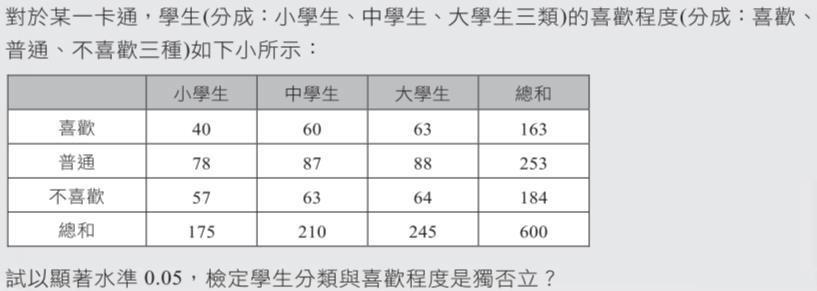 對於某一卡通，學生(分成：小學生、中學生、大學生三類)的喜歡程度(分成：喜歡、
普通、不喜歡三種)如下小所示：
小學生 中學生 大學生 總和
喜歡 40 60 63 163
普通 78 87 88 253
不喜歡 57 63 64 184
總和 175 210 245 600
試以顯著水準 0.05，檢定學生分類與喜歡程度是獨否立？